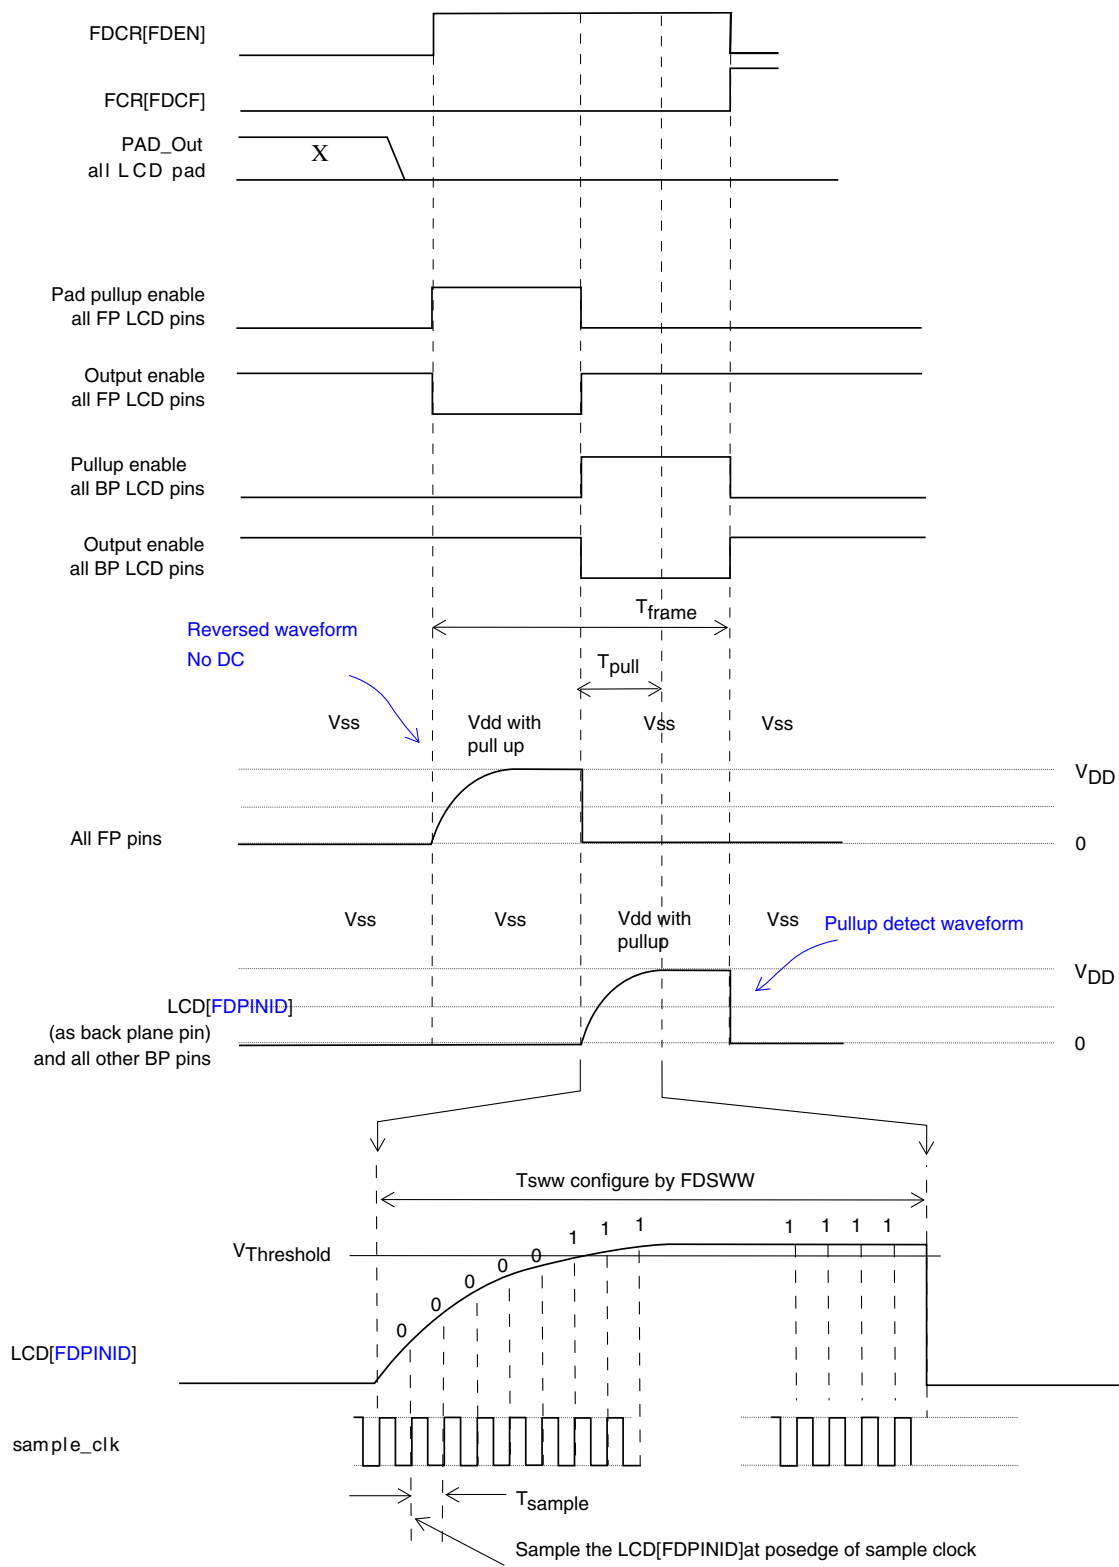 FDCR[FDEN]
FCR[FDCF]
PAD_Out
all LCD pad
X
Pad pullup enable
all FP LCD pins
Output enable
all FP LCD pins
Pullup enable
all BP LCD pins
Output enable
all BP LCD pins
Tframe
Reversed waveform
No DC
Tpull
Vss
Vdd with
pull up
Vss
Vss
VDD
All FP pins
0
Vss
Vss
Vdd with
pullup
Vss
Pullup detect waveform
VDD
LCD[FDPINID]
(as back plane pin)
and all other BP pins
0
Tsww configure by FDSWW
VThreshold
0 0 0 0 0 1 1 1 1 1 1 1
LCD[FDPINID]
sample_clk
Tsample
Sample the LCD[FDPINID]at posedge of sample clock